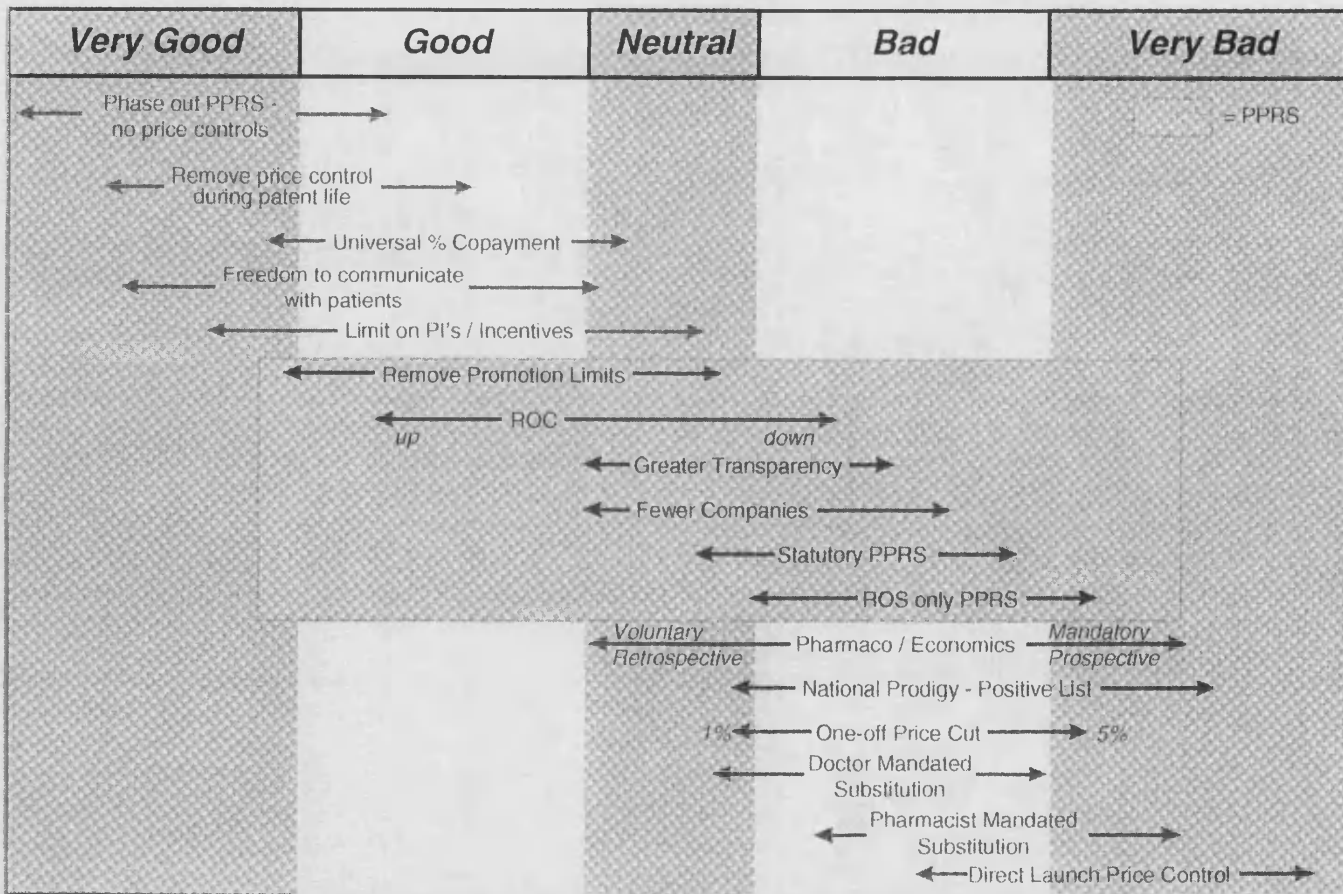 Very Good Good Neutral Bad Very Bad
Phase out PPRS -
no price controls
= PPRS
Remove price control
during patent life
Universal % Copayment
Freedom to communicate
with patients
Limit on PI's / Incentives
Remove Promotion Limits
ROC
up down
Greater Transparency
Fewer Companies
Statutory PPRS
ROS only PPRS
Voluntary Pharmaco / Economics Mandatory
Retrospective Prospective
National Prodigy - Positive List
1% One-off Price Cut 5%
Doctor Mandated
Substitution
Pharmacist Mandated
Substitution
Direct Launch Price Control